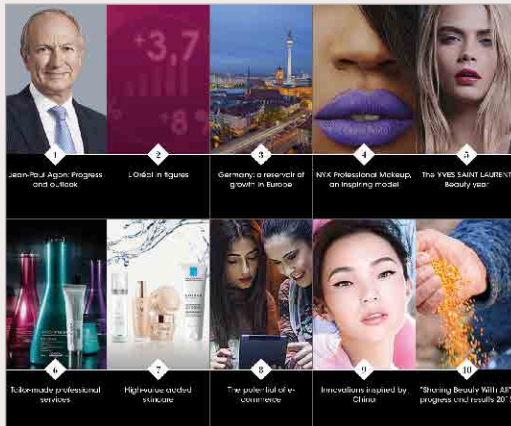 +3,7
+8
1
2
3
4
5
Jean-Paul Agon: Progress
and outlook
L'Oréal in figures
Germany: a reservoir of
growth in Europe
NYX Professional Makeup,
an inspiring model
The YVES SAINT LAURENT
Beauty year
6
7
8
9
10
Tailor-made professional
services
High-value added
skincare
The potential of e-
commerce
Innovations inspired by
China
"Sharing Beauty With All"
progress and results